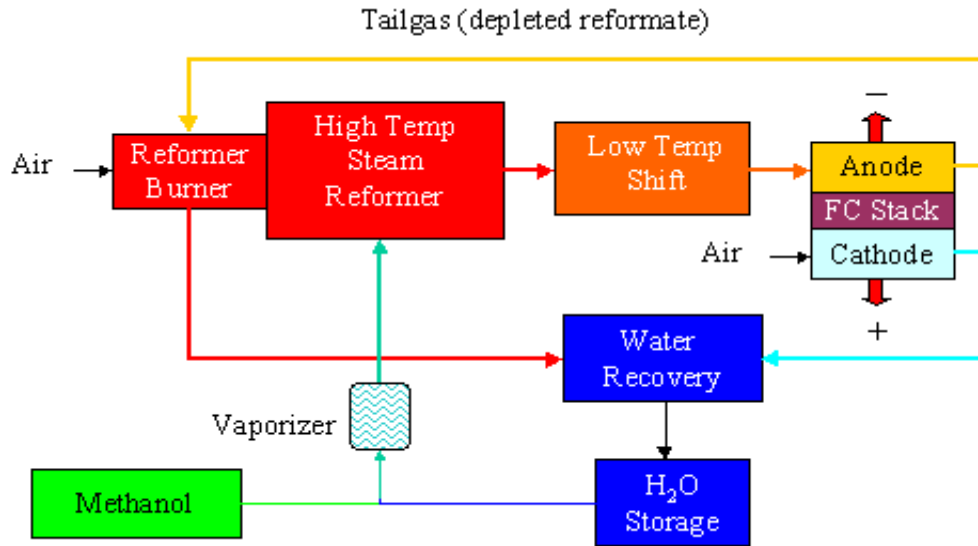 Tailgas (depleted reformate)
−
High Temp
Steam
Reformer
Reformer
Burner
Air
Low Temp
Shift
Anode
FC Stack
Cathode
Air
+
Water
Recovery
Vaporizer
Methanol
H₂O
Storage